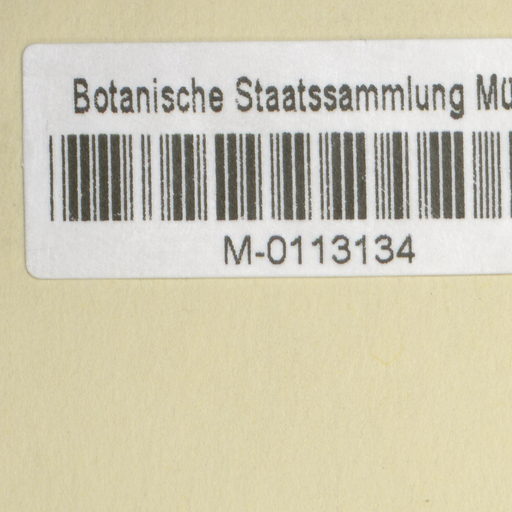 Botanische Staatssammlung Mü
M-0113134